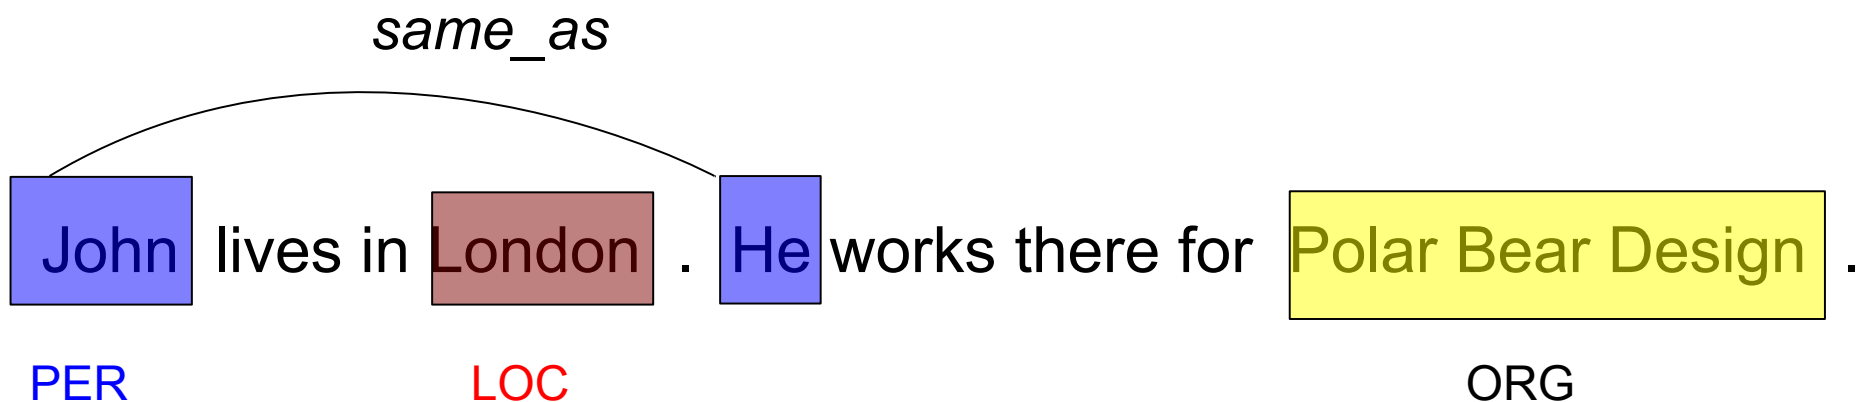 same_as
John lives in London . He works there for Polar Bear Design .
PER LOC ORG